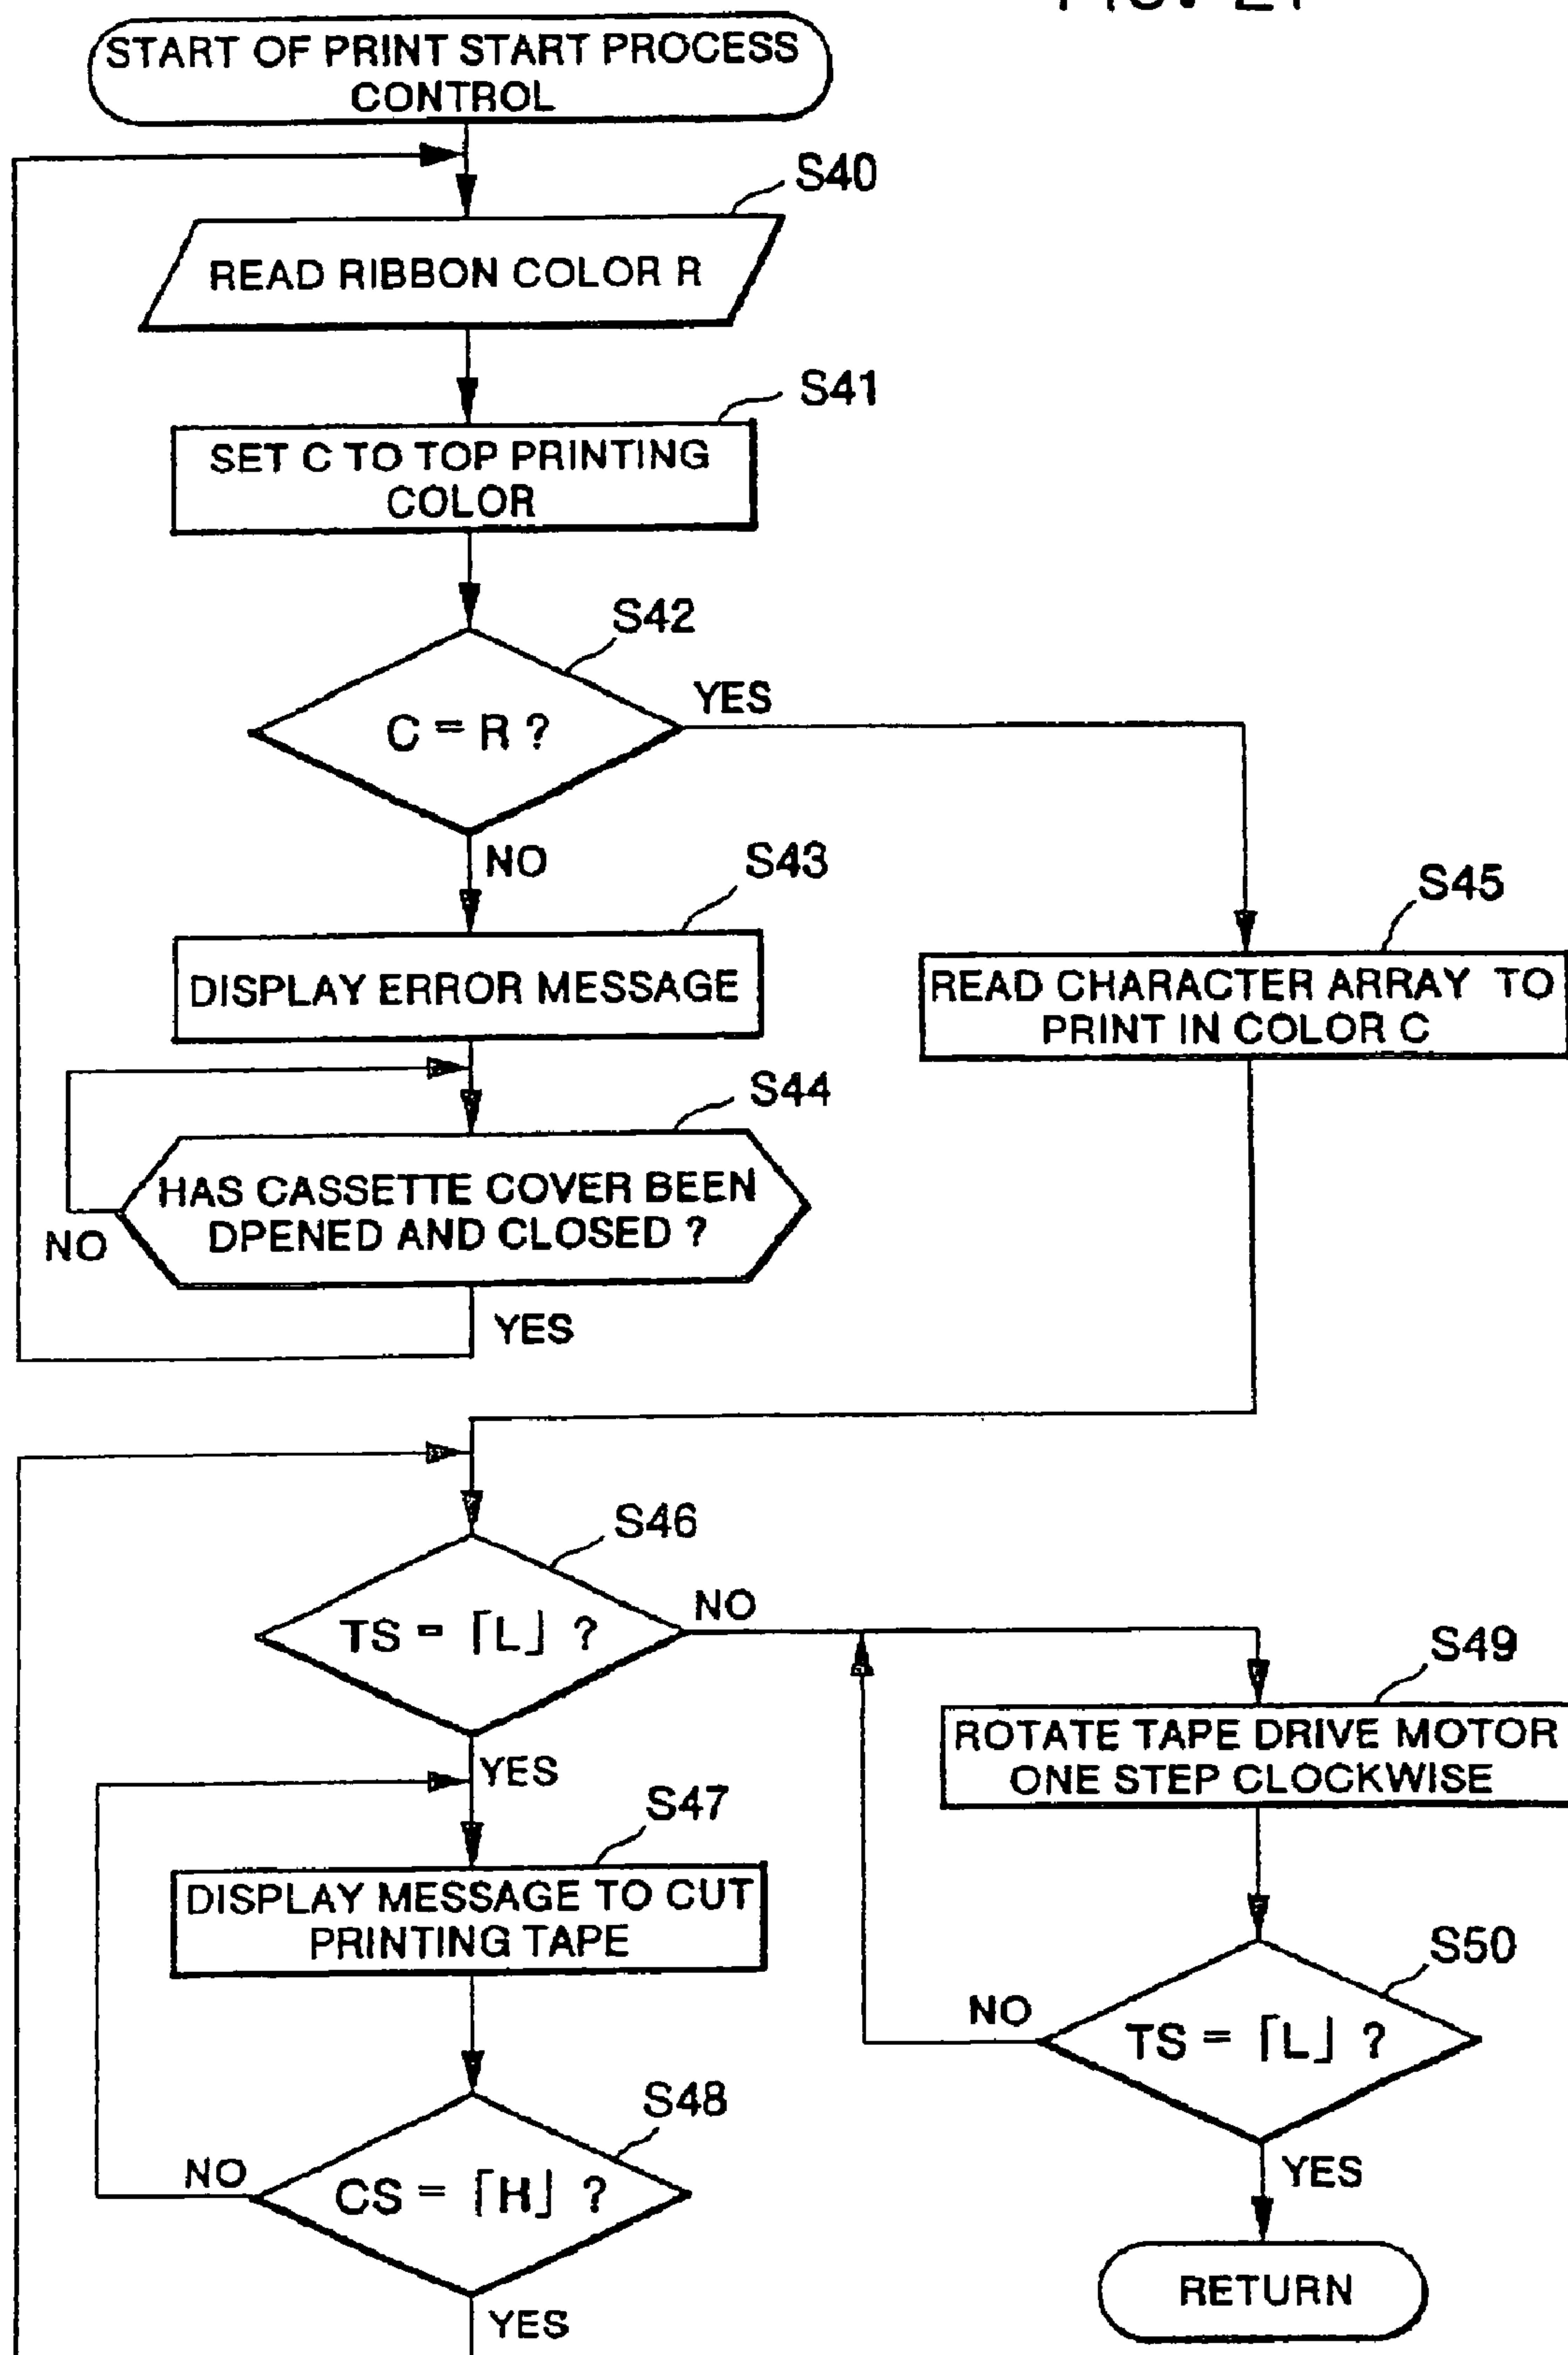 START OF PRINT START PROCESS
CONTROL
S40
READ RIBBON COLOR R
S41
SET C TO TOP PRINTING
COLOR
S42
C = R ?
YES
NO
S43
DISPLAY ERROR MESSAGE
S44
HAS CASSETTE COVER BEEN
DPENED AND CLOSED ?
NO
YES
S45
READ CHARACTER ARRAY TO
PRINT IN COLOR C
S46
TS = ⌈L⌋ ?
NO
YES
S47
DISPLAY MESSAGE TO CUT
PRINTING TAPE
S48
CS = ⌈H⌋ ?
NO
YES
S49
ROTATE TAPE DRIVE MOTOR
ONE STEP CLOCKWISE
S50
TS = ⌈L⌋ ?
NO
YES
RETURN